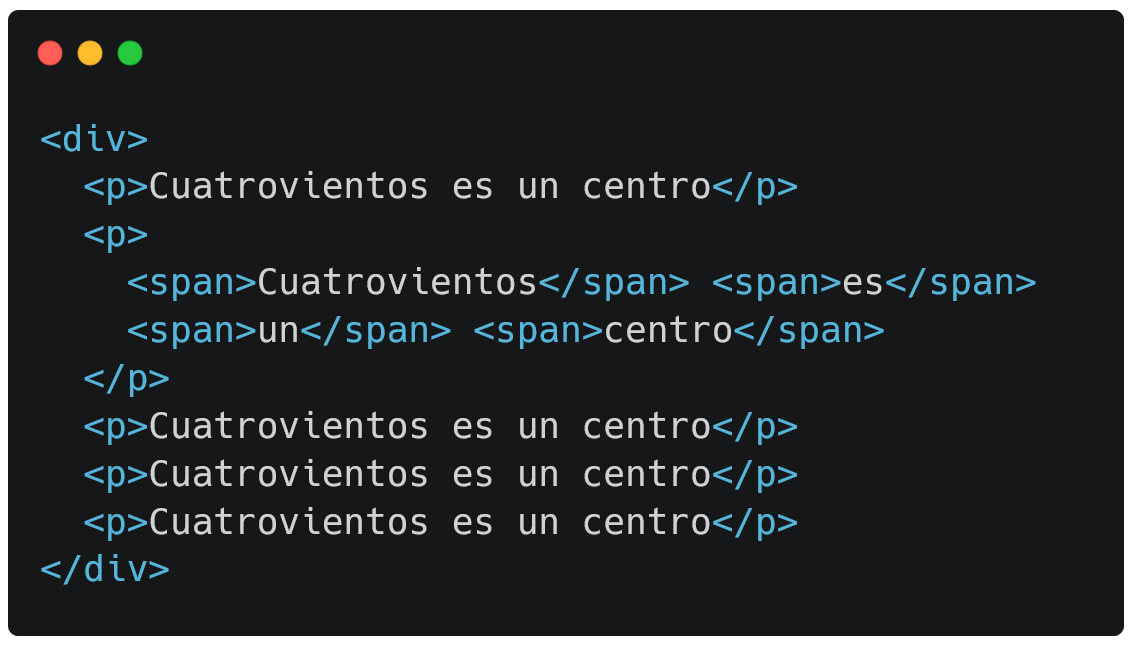 <div>
  <p>Cuatrovientos es un centro</p>
  <p>
    <span>Cuatrovientos</span> <span>es</span>
    <span>un</span> <span>centro</span>
  </p>
  <p>Cuatrovientos es un centro</p>
  <p>Cuatrovientos es un centro</p>
  <p>Cuatrovientos es un centro</p>
</div>